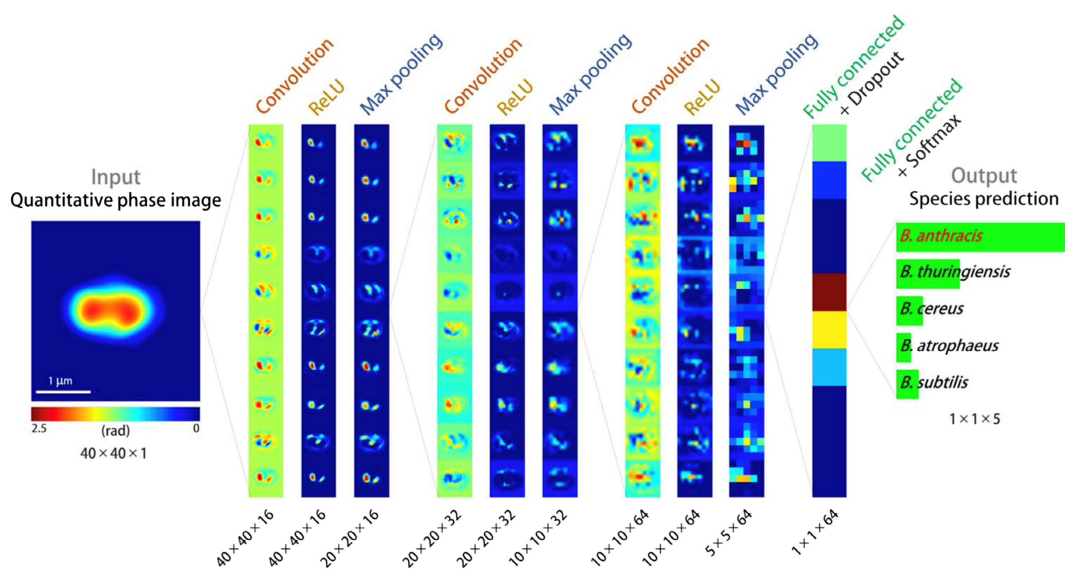 Convolution
ReLU
Max pooling
Convolution
ReLU
Max pooling
Convolution
ReLU
Max pooling
Fully connected
+ Dropout
Fully connected
+ Softmax
Input
Quantitative phase image
1 μm
2.5
(rad)
0
40 × 40 × 1
Output
Species prediction
B. anthracis
B. thuringiensis
B. cereus
B. atrophaeus
B. subtilis
1 × 1 × 5
40 × 40 × 16
40 × 40 × 16
20 × 20 × 16
20 × 20 × 32
20 × 20 × 32
10 × 10 × 32
10 × 10 × 64
10 × 10 × 64
5 × 5 × 64
1 × 1 × 64